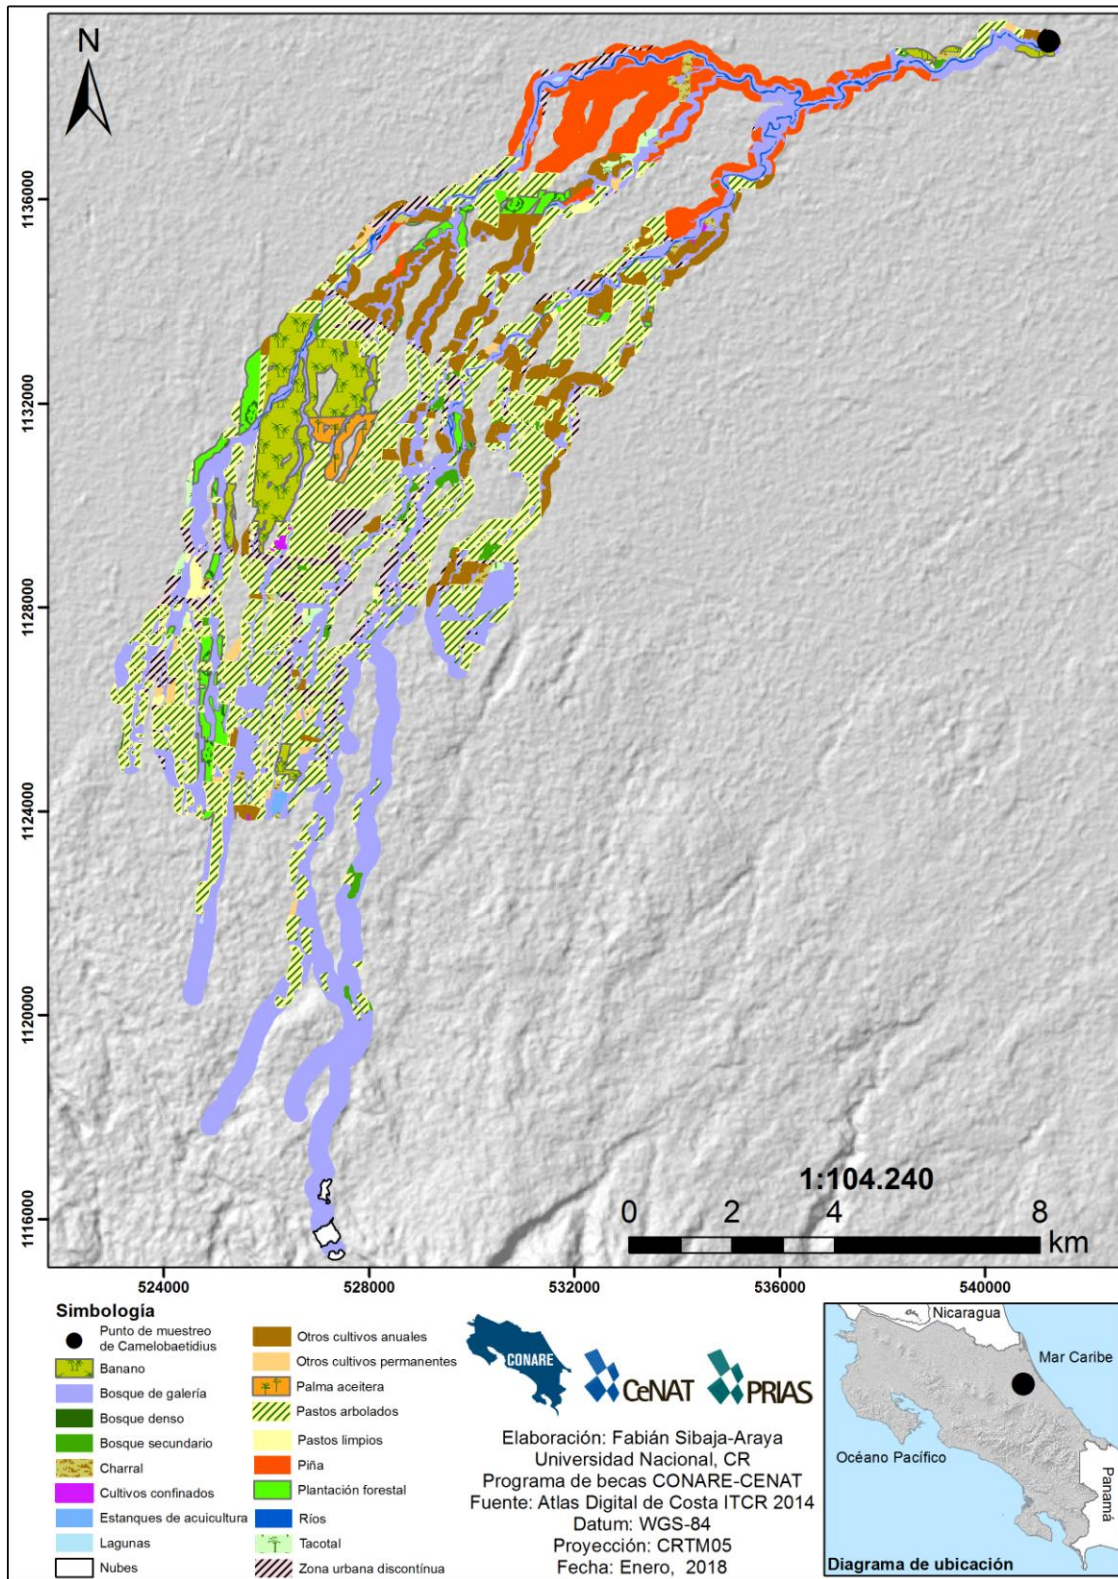 N
1136000
1132000
1128000
1124000
1120000
1116000
1:104.240
0 2 4 8
km
524000 528000 532000 536000 540000
Simbología
Punto de muestreo
de Camelobaetidius
Banano
Bosque de galería
Bosque denso
Bosque secundario
Charral
Cultivos confinados
Estanques de acuicultura
Lagunas
Nubes
Otros cultivos anuales
Otros cultivos permanentes
Palma aceitera
Pastos arbolados
Pastos limpios
Piña
Plantación forestal
Ríos
Tacotal
Zona urbana discontínua
CONARE
CeNAT
PRIAS
Elaboración: Fabián Sibaja-Araya
Universidad Nacional, CR
Programa de becas CONARE-CENAT
Fuente: Atlas Digital de Costa ITCR 2014
Datum: WGS-84
Proyección: CRTM05
Fecha: Enero, 2018
Nicaragua
Mar Caribe
Océano Pacífico
Panamá
Diagrama de ubicación